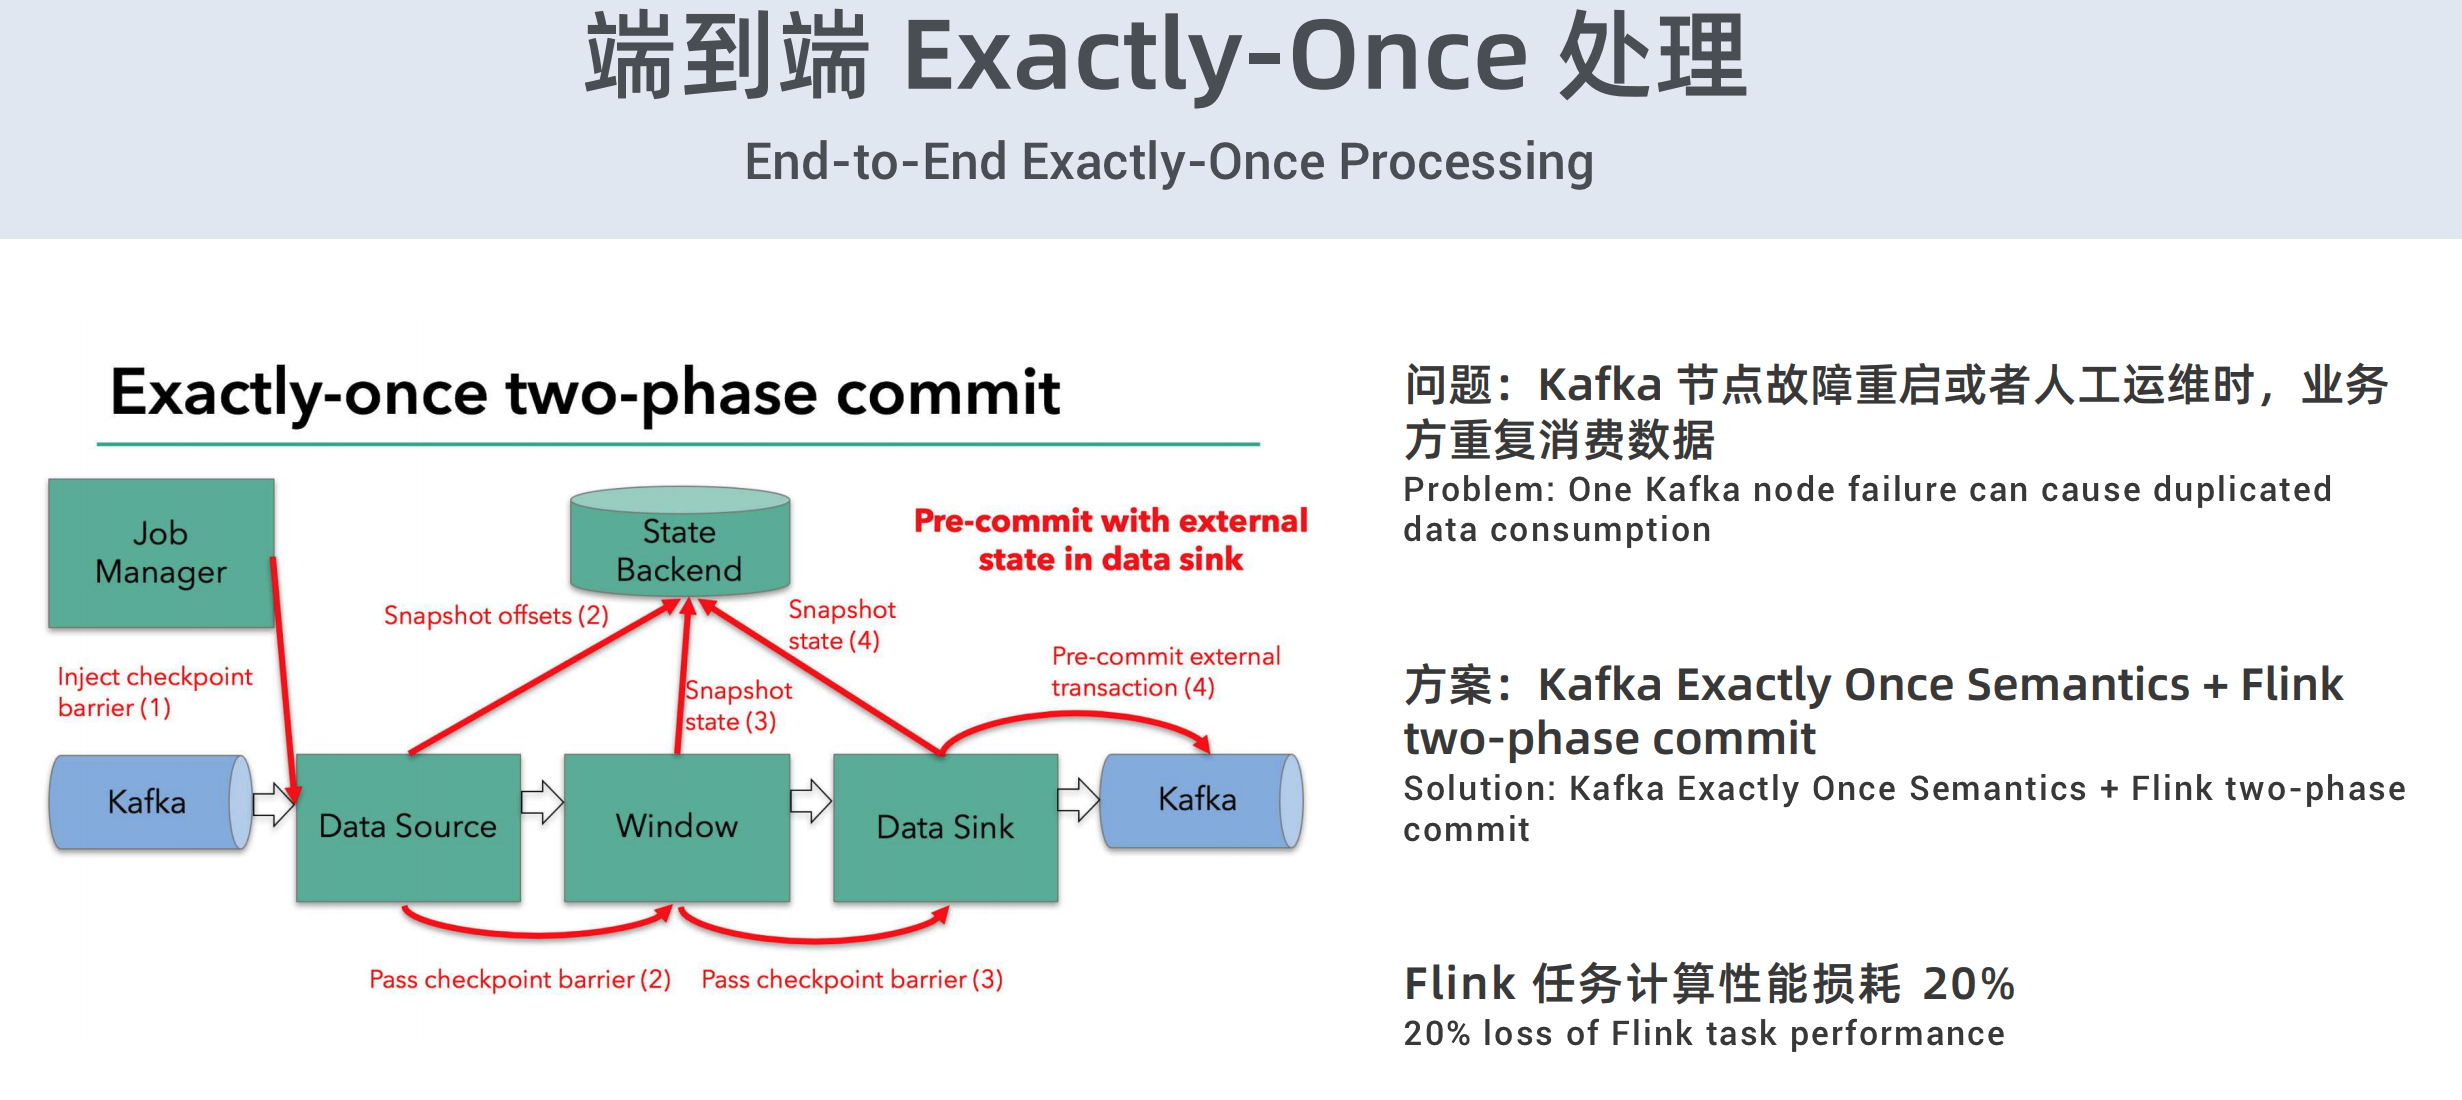 端到端 Exactly-Once 处理
End-to-End Exactly-Once Processing
Exactly-once two-phase commit
Job
Manager
State
Backend
Pre-commit with external
state in data sink
Snapshot offsets (2)
Snapshot
state (4)
Inject checkpoint
barrier (1)
Snapshot
state (3)
Pre-commit external
transaction (4)
Kafka
Data Source
Window
Data Sink
Kafka
Pass checkpoint barrier (2)
Pass checkpoint barrier (3)
问题：Kafka 节点故障重启或者人工运维时，业务
方重复消费数据
Problem: One Kafka node failure can cause duplicated
data consumption
方案：Kafka Exactly Once Semantics + Flink
two-phase commit
Solution: Kafka Exactly Once Semantics + Flink two-phase
commit
Flink 任务计算性能损耗 20%
20% loss of Flink task performance